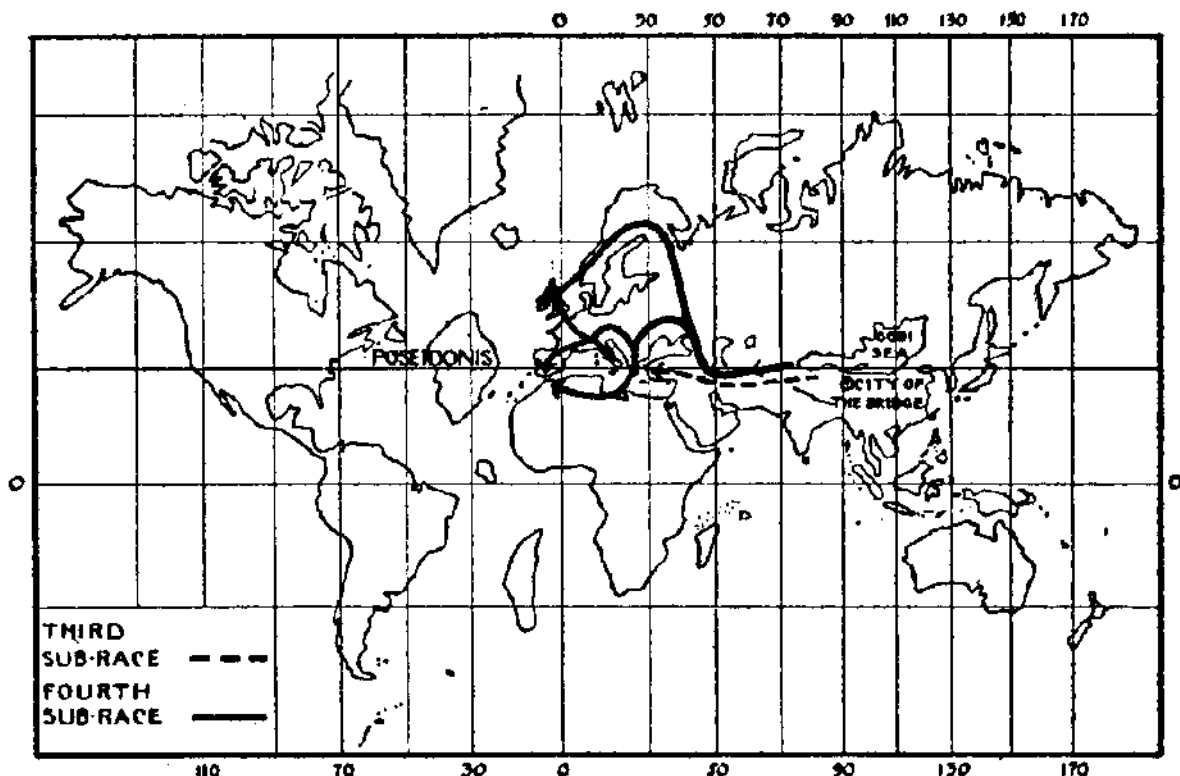 0 30 50 70 90 110 130 150 170
POSEIDONIS
GOBI
SEA
CITY OF
THE BRIDGE
0 0
THIRD
SUB-RACE
FOURTH
SUB-RACE
110 70 30 0 50 90 130 170